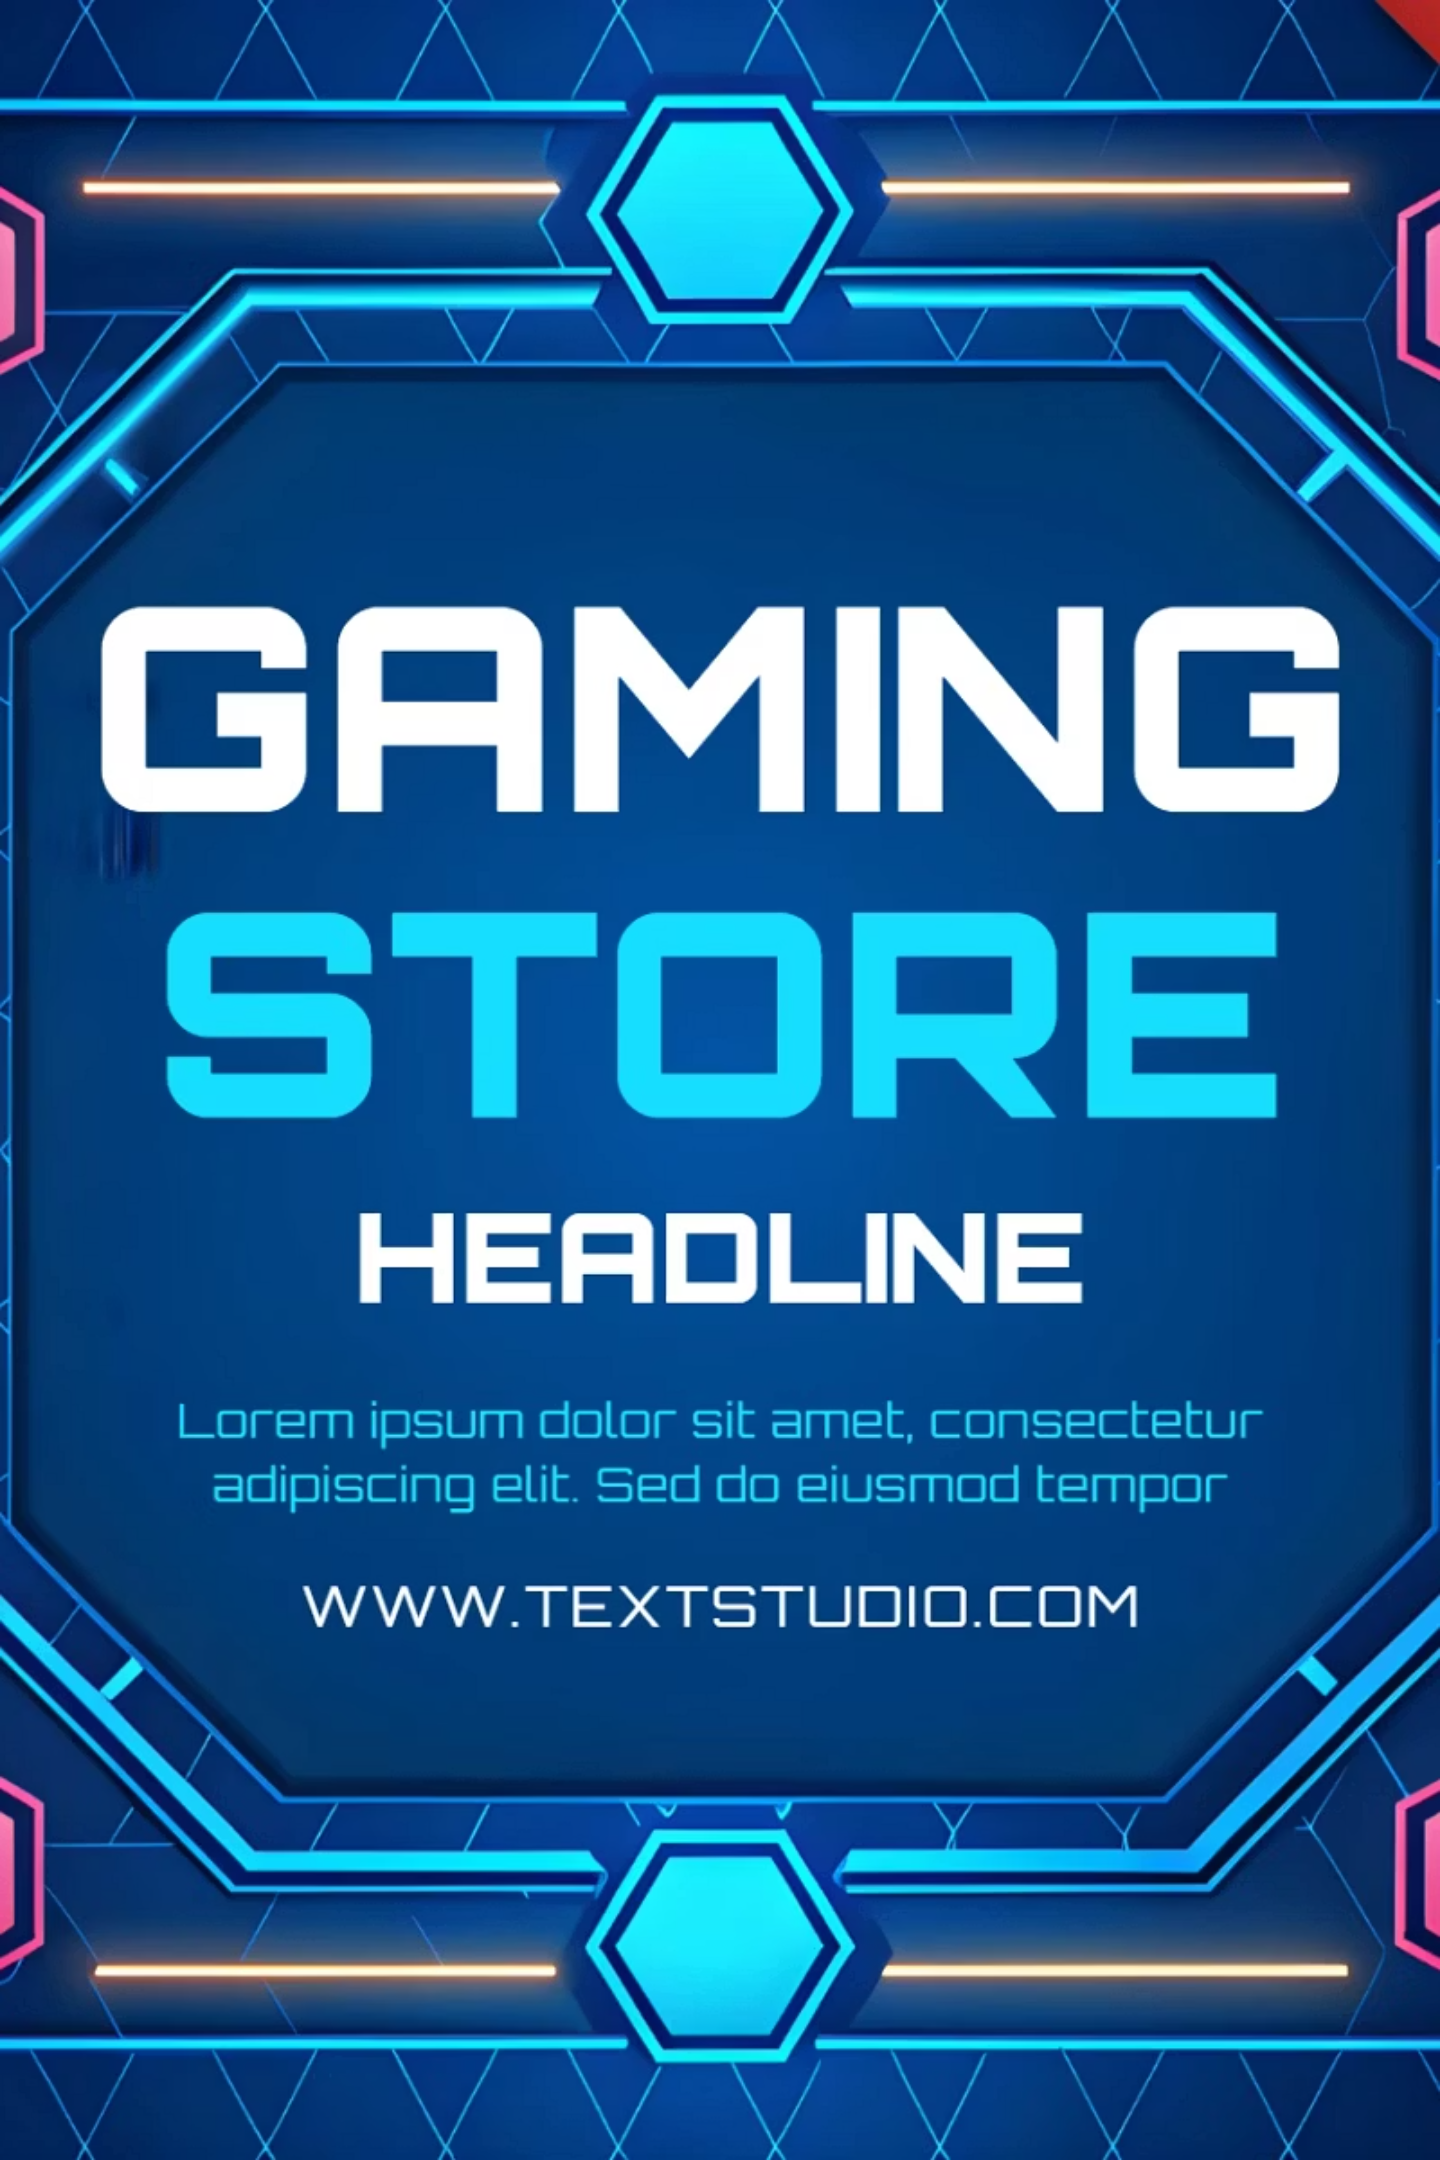 GAMING
STORE
HEADLINE
Lorem ipsum dolor sit amet, consectetur
adipiscing elit. Sed do eiusmod tempor
WWW.TEXTSTUDIO.COM